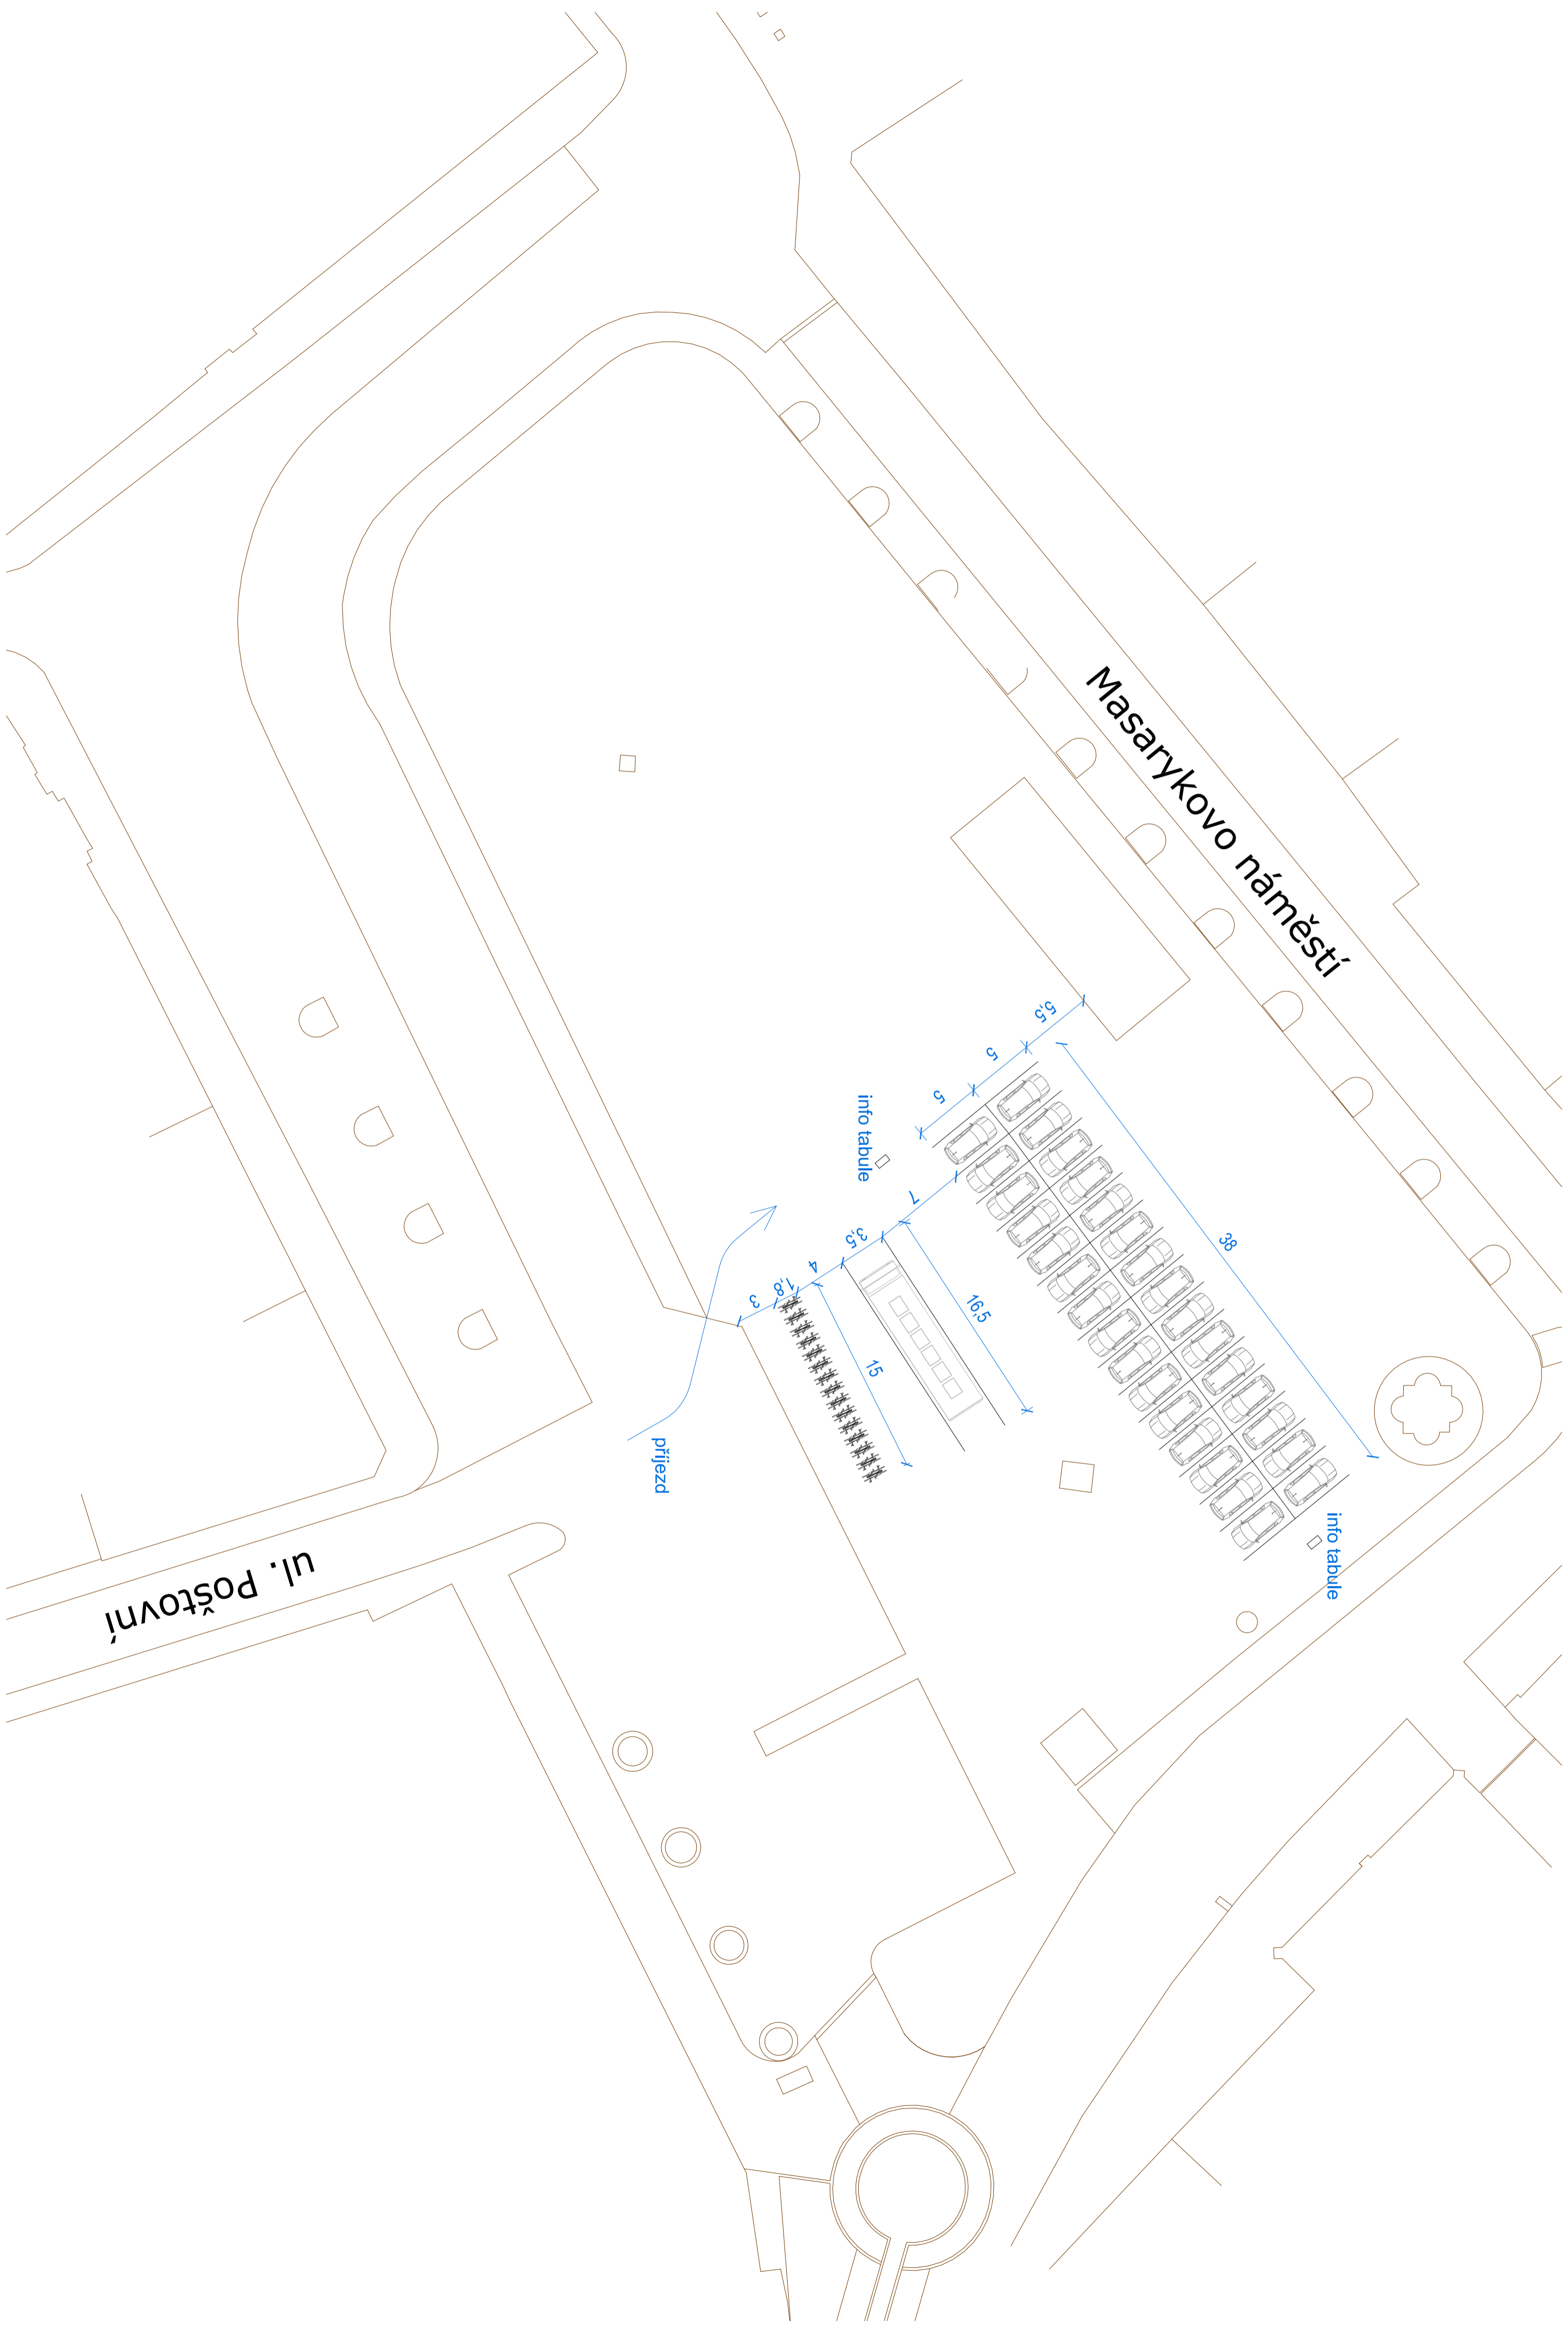 Masarykovo náměstí
5,5
5
5
info tabule
7
3,5
4
1,8
3
38
16,5
15
příjezd
info tabule
ul. Poštovní